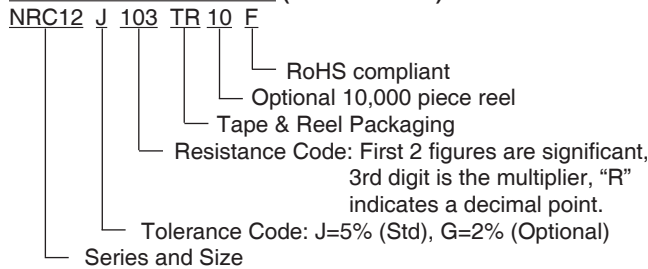 NRC12 J 103 TR 10 F
RoHS compliant
Optional 10,000 piece reel
Tape & Reel Packaging
Resistance Code: First 2 figures are significant,
3rd digit is the multiplier, “R”
indicates a decimal point.
Tolerance Code: J=5% (Std), G=2% (Optional)
Series and Size